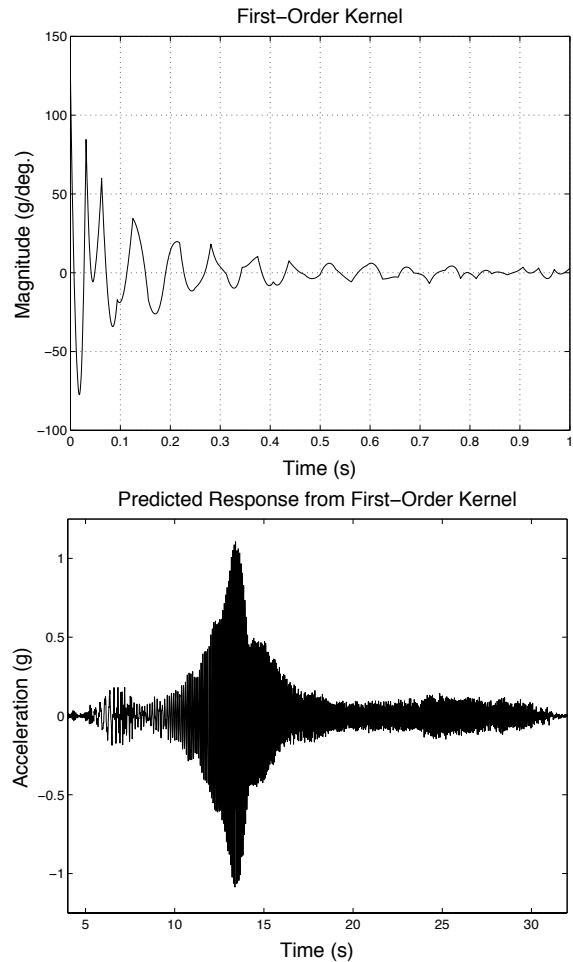 First−Order Kernel
150
100
50
0
−50
−100
Magnitude (g/deg.)
0 0.1 0.2 0.3 0.4 0.5 0.6 0.7 0.8 0.9 1
Time (s)
Predicted Response from First−Order Kernel
1
0.5
0
−0.5
−1
Acceleration (g)
5 10 15 20 25 30
Time (s)